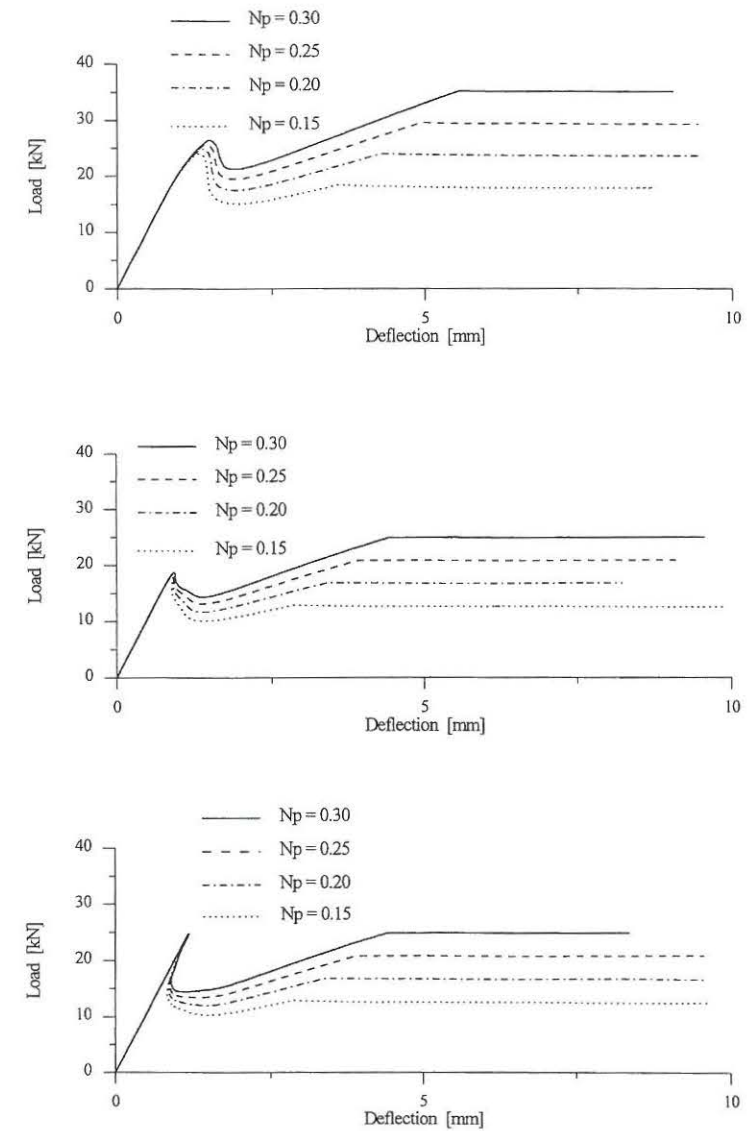 Np = 0.30
Np = 0.25
Np = 0.20
Np = 0.15
40
30
20
10
0
Load [kN]
0 5 10
Deflection [mm]
Np = 0.30
Np = 0.25
Np = 0.20
Np = 0.15
40
30
20
10
0
Load [kN]
0 5 10
Deflection [mm]
Np = 0.30
Np = 0.25
Np = 0.20
Np = 0.15
40
30
20
10
0
Load [kN]
0 5 10
Deflection [mm]